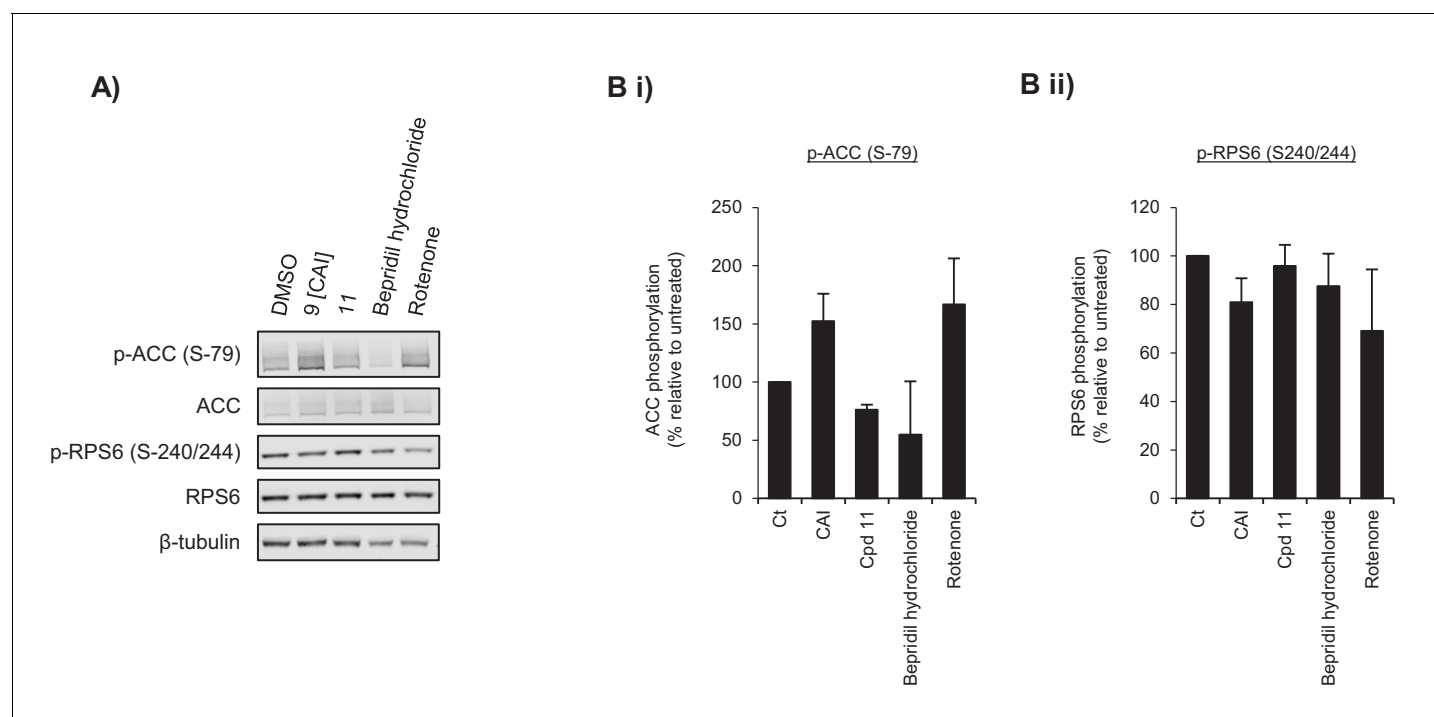 A)
DMSO
9 [CAI]
11
Bepridil hydrochloride
Rotenone
p-ACC (S-79)
ACC
p-RPS6 (S-240/244)
RPS6
β-tubulin
B i)
p-ACC (S-79)
ACC phosphorylation
(% relative to untreated)
250
200
150
100
50
0
Ct
CAI
Cpd 11
Bepridil hydrochloride
Rotenone
B ii)
p-RPS6 (S240/244)
RPS6 phosphorylation
(% relative to untreated)
120
100
80
60
40
20
0
Ct
CAI
Cpd 11
Bepridil hydrochloride
Rotenone